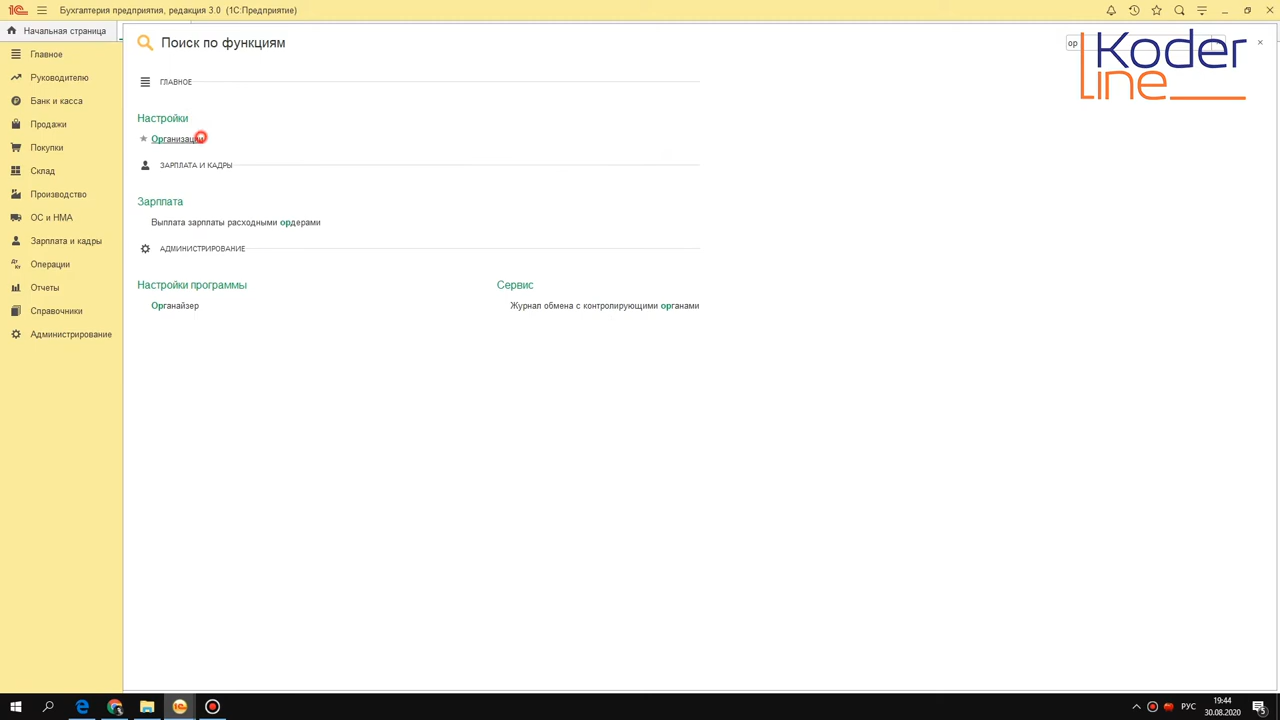 Бухгалтерия предприятия, редакция 3.0 (1С:Предприятие)
Начальная страница
Поиск по функциям
ор
Koder
line
Главное
Руководителю
Банк и касса
Продажи
Покупки
Склад
Производство
ОС и НМА
Зарплата и кадры
Операции
Отчеты
Справочники
Администрирование
ГЛАВНОЕ
Настройки
Организации
ЗАРПЛАТА И КАДРЫ
Зарплата
Выплата зарплаты расходными ордерами
АДМИНИСТРИРОВАНИЕ
Настройки программы
Органайзер
Сервис
Журнал обмена с контролирующими органами
РУС
19:44
30.08.2020